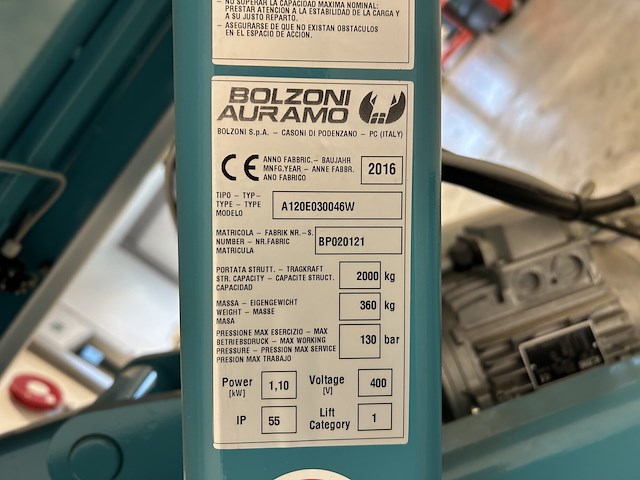 - NO SUPERAR LA CAPACIDAD MAXIMA NOMINAL:
PRESTAR ATENCION A LA ESTABILIDAD DE LA CARGA Y
A SU JUSTO REPARTO.
- ASEGURARSE DE QUE NO EXISTAN OBSTACULOS
EN EL ESPACIO DE ACCION.
BOLZONI
AURAMO
BOLZONI S.p.A. - CASONI DI PODENZANO - PC (ITALY)
CE
ANNO FABBRIC. - BAUJAHR
MNFG.YEAR - ANNE FABBR.
ANO FABRICO
2016
TIPO - TYP -
TYPE - TYPE
MODELO
A120E030046W
MATRICOLA - FABRIK NR. -S.
NUMBER - NR.FABRIC
MATRICULA
BP020121
PORTATA STRUTT. - TRAGKRAFT
STR. CAPACITY - CAPACITE STRUCT.
CAPACIDAD
2000 kg
MASSA - EIGENGEWICHT
WEIGHT - MASSE
MASA
360 kg
PRESSIONE MAX ESERCIZIO - MAX
BETRIEBSDRUCK - MAX WORKING
PRESSURE - PRESSION MAX SERVICE
PRESION MAX TRABAJO
130 bar
Power
[kW]
1,10
Voltage
[V]
400
IP
55
Lift
Category
1